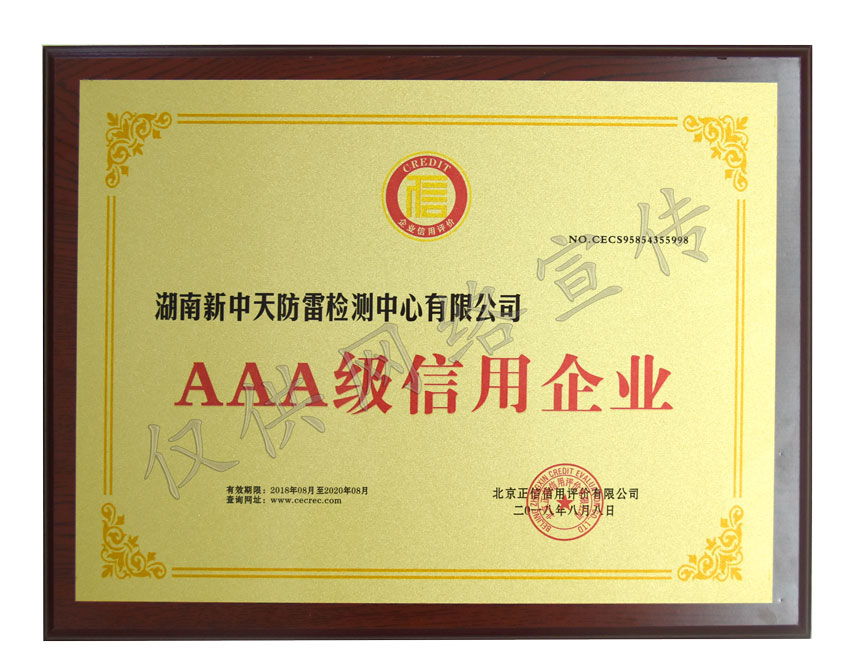 CREDIT
信
企业信用评价
NO.CECS95854355998
湖南新中天防雷检测中心有限公司
AAA级信用企业
仅供网络宣传
有效期限：2018年08月至2020年08月
查询网址：www.cecrec.com
北京正信信用评价有限公司
二〇一八年八月八日